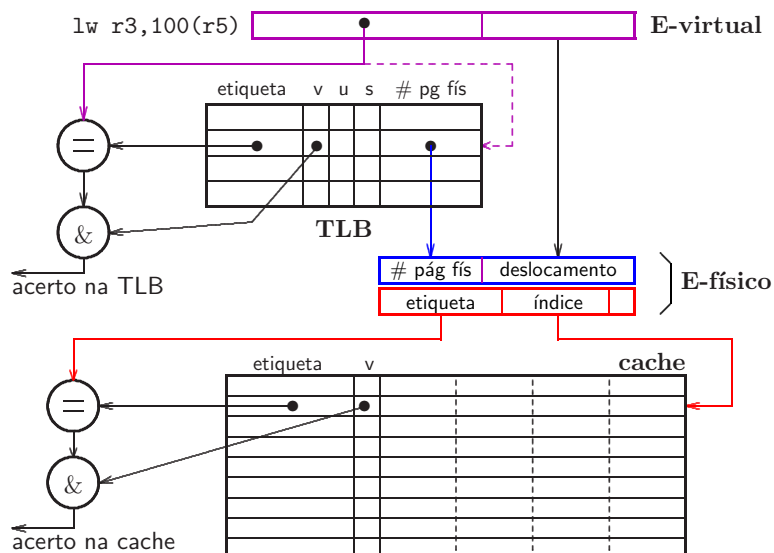 lw r3,100(r5) E-virtual
etiqueta v u s # pg fís
=
&
TLB
acerto na TLB
# pág fís deslocamento
E-físico
etiqueta índice
etiqueta v cache
=
&
acerto na cache